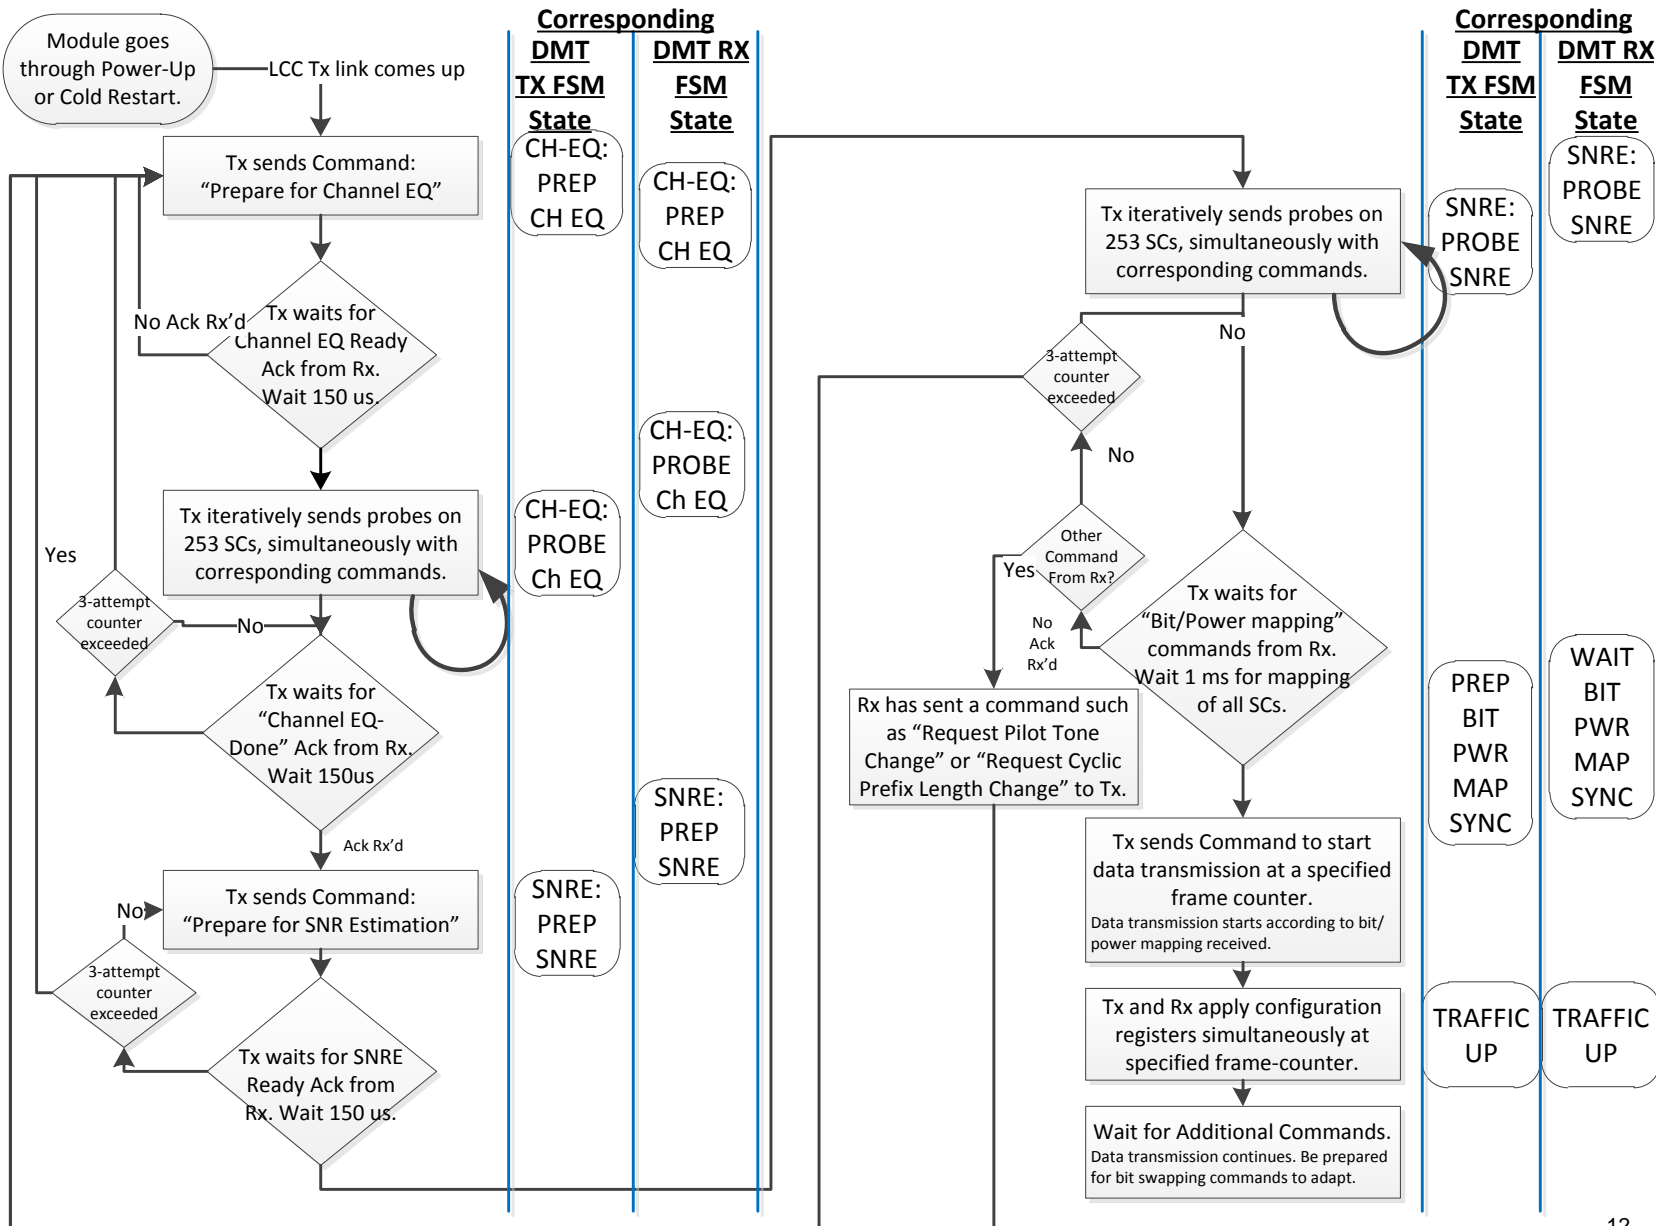 Module goes
through Power-Up
or Cold Restart.
LCC Tx link comes up
Corresponding
DMT
TX FSM
State
DMT RX
FSM
State
Tx sends Command:
“Prepare for Channel EQ”
CH-EQ:
PREP
CH EQ
CH-EQ:
PREP
CH EQ
No Ack Rx’d
Tx waits for
Channel EQ Ready
Ack from Rx.
Wait 150 us.
CH-EQ:
PROBE
Ch EQ
Tx iteratively sends probes on
253 SCs, simultaneously with
corresponding commands.
CH-EQ:
PROBE
Ch EQ
Yes
3-attempt
counter
exceeded
No
Tx waits for
“Channel EQ-
Done” Ack from Rx.
Wait 150us
SNRE:
PREP
SNRE
Ack Rx’d
Tx sends Command:
“Prepare for SNR Estimation”
SNRE:
PREP
SNRE
No
3-attempt
counter
exceeded
Tx waits for SNRE
Ready Ack from
Rx. Wait 150 us.
Corresponding
DMT
TX FSM
State
DMT RX
FSM
State
SNRE:
PROBE
SNRE
Tx iteratively sends probes on
253 SCs, simultaneously with
corresponding commands.
SNRE:
PROBE
SNRE
No
3-attempt
counter
exceeded
No
Other
Command
From Rx?
Yes
No
Ack
Rx’d
Tx waits for
“Bit/Power mapping”
commands from Rx.
Wait 1 ms for mapping
of all SCs.
Rx has sent a command such
as “Request Pilot Tone
Change” or “Request Cyclic
Prefix Length Change” to Tx.
PREP
BIT
PWR
MAP
SYNC
WAIT
BIT
PWR
MAP
SYNC
Tx sends Command to start
data transmission at a specified
frame counter.
Data transmission starts according to bit/
power mapping received.
Tx and Rx apply configuration
registers simultaneously at
specified frame-counter.
TRAFFIC
UP
TRAFFIC
UP
Wait for Additional Commands.
Data transmission continues. Be prepared
for bit swapping commands to adapt.
12